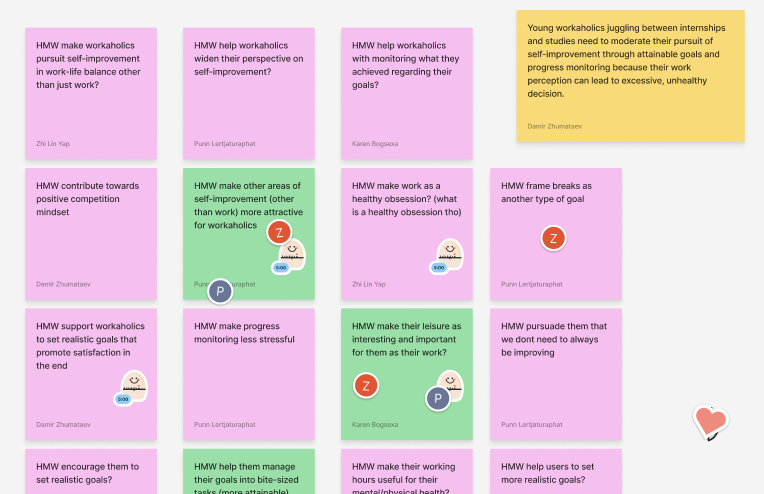 HMW make workaholics
pursuit self-improvement
in work-life balance other
than just work?
Zhi Lin Yap
HMW help workaholics
widen their perspective on
self-improvement?
Punn Lertjaturaphat
HMW help workaholics
with monitoring what they
achieved regarding their
goals?
Karen Bogsexa
Young workaholics juggling between internships
and studies need to moderate their pursuit of
self-improvement through attainable goals and
progress monitoring because their work
perception can lead to excessive, unhealthy
decision.
Damir Zhumataev
HMW contribute towards
positive competition
mindset
Damir Zhumataev
HMW make other areas of
self-improvement (other
than work) more attractive
for workaholics
Z
5:00
P
HMW make work as a
healthy obsession? (what
is a healthy obsession tho)
5:00
Zhi Lin Yap
HMW frame breaks as
another type of goal
Z
Punn Lertjaturaphat
HMW support workaholics
to set realistic goals that
promote satisfaction in
the end
5:00
Damir Zhumataev
HMW make progress
monitoring less stressful
Punn Lertjaturaphat
HMW make their leisure as
interesting and important
for them as their work?
Z
P
Karen Bogsexa
HMW pursuade them that
we dont need to always
be improving
Punn Lertjaturaphat
HMW encourage them to
set realistic goals?
HMW help them manage
their goals into bite-sized
tasks (more attainable)
HMW make their working
hours useful for their
mental/physical health?
HMW help users to set
more realistic goals?